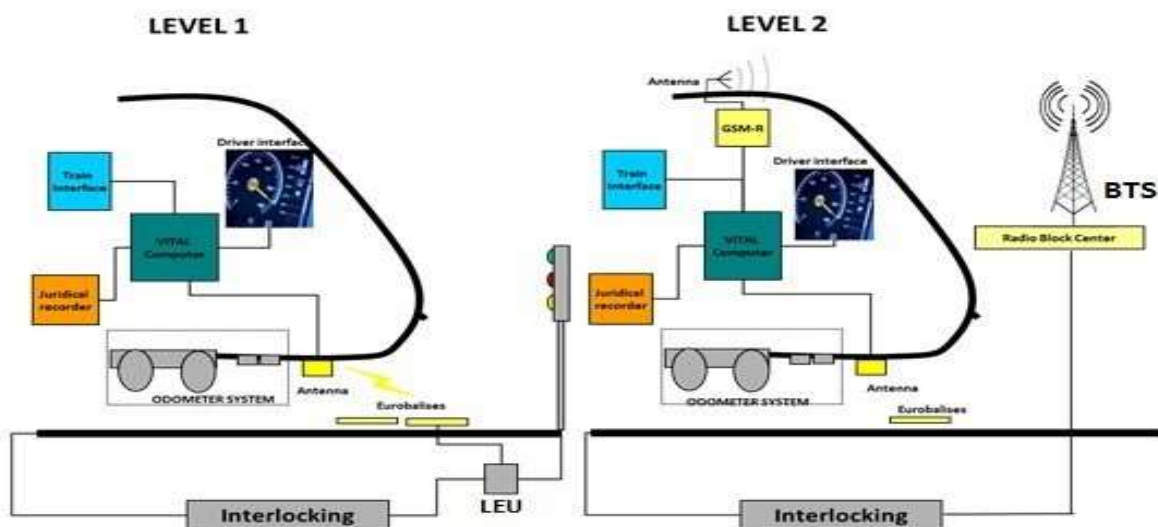 LEVEL 1
Driver interface
Train
Interface
VITAL
Computer
Juridical
recorder
Antenna
ODOMETER SYSTEM
Eurobalises
LEU
Interlocking
LEVEL 2
Antenna
GSM-R
Driver interface
Train
Interface
VITAL
Computer
Juridical
recorder
BTS
Radio Block Center
Antenna
ODOMETER SYSTEM
Eurobalises
Interlocking